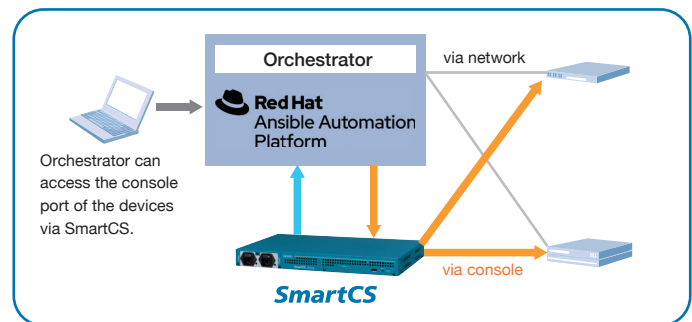 Orchestrator
via network
Red Hat
Ansible Automation
Platform
Orchestrator can
access the console
port of the devices
via SmartCS.
via console
SmartCS